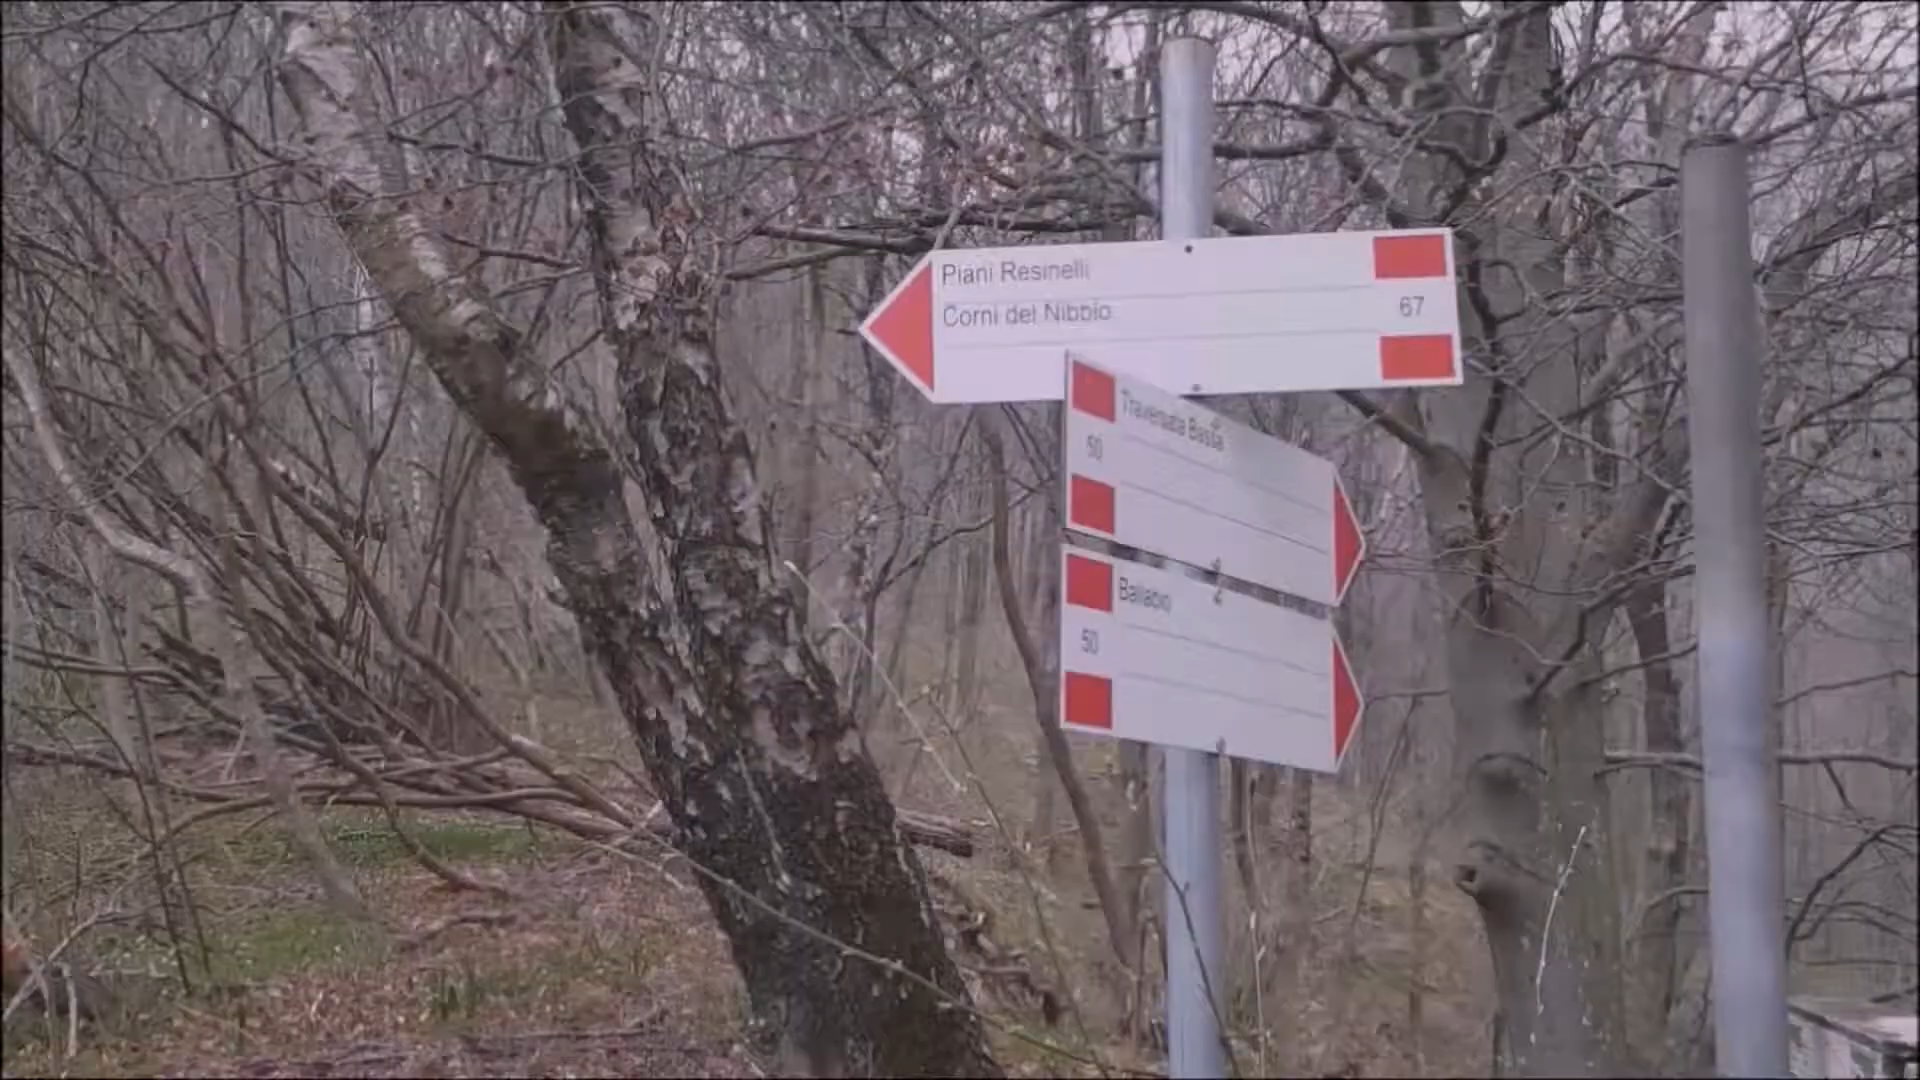 Piani Resinelli
Corni del Nibbio
67
Traversata Bassa
50
Ballabio
50